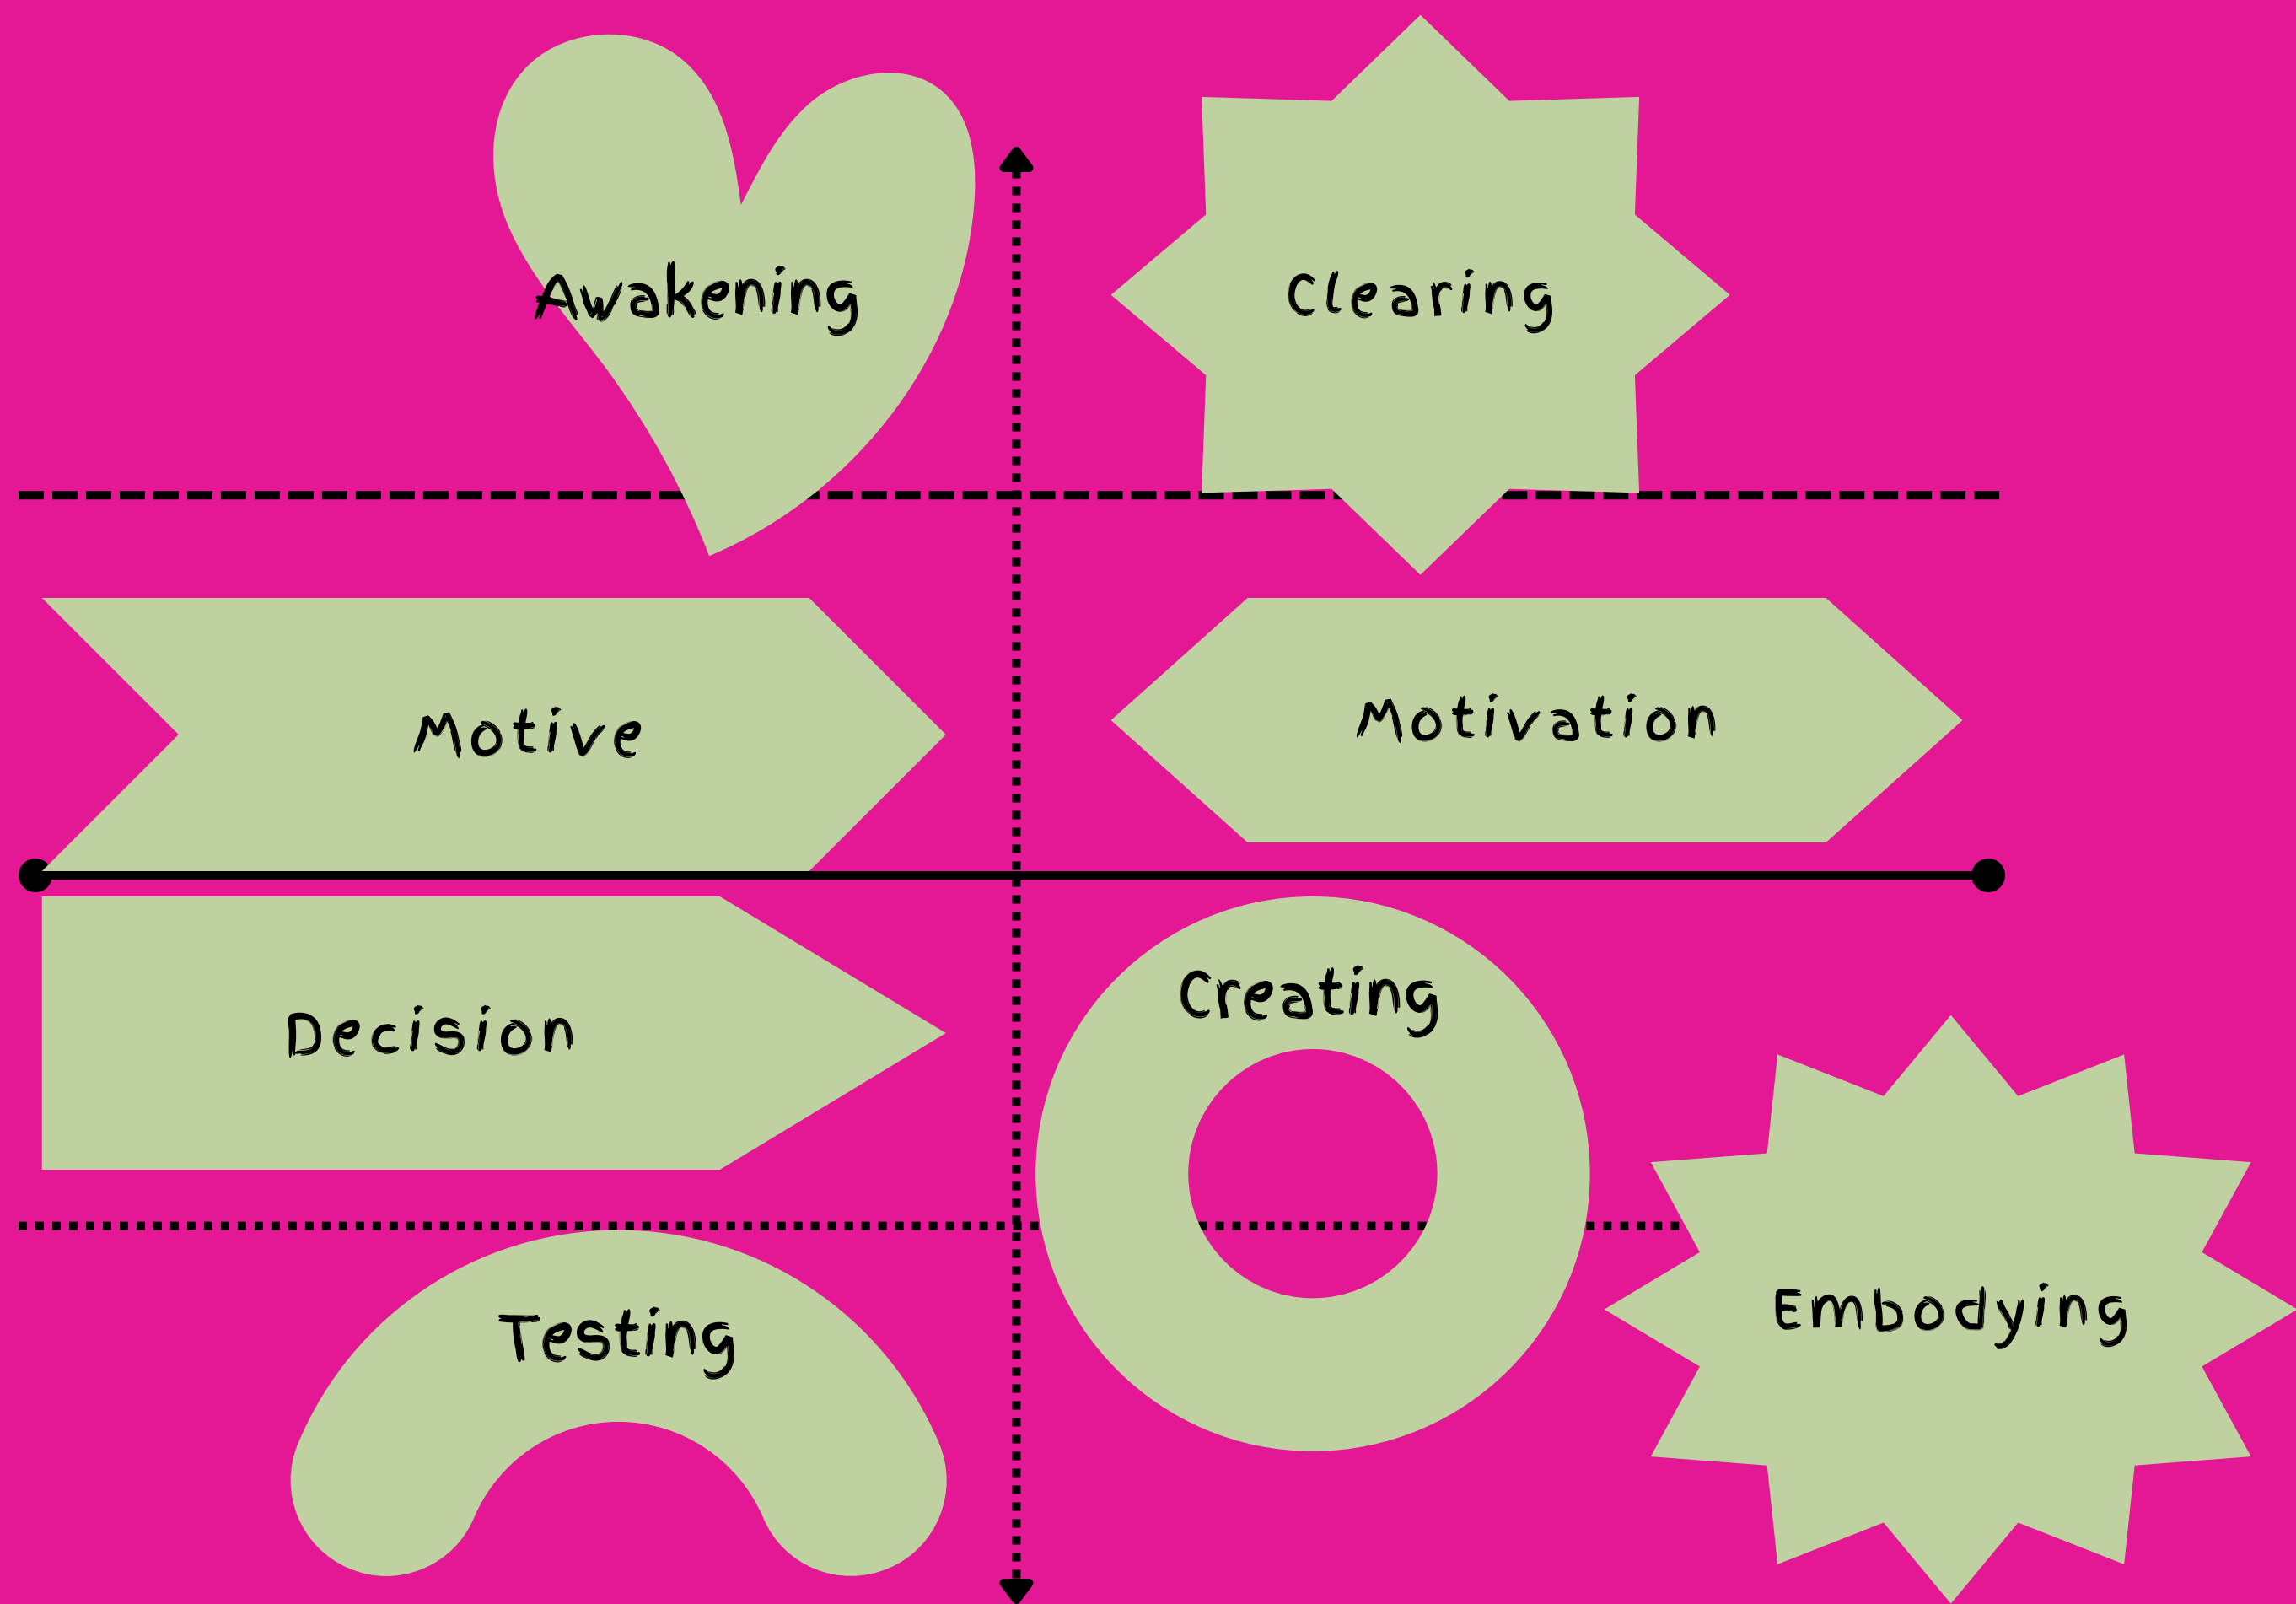 Awakening
Clearing
Motive
Motivation
Decision
Creating
Testing
Embodying